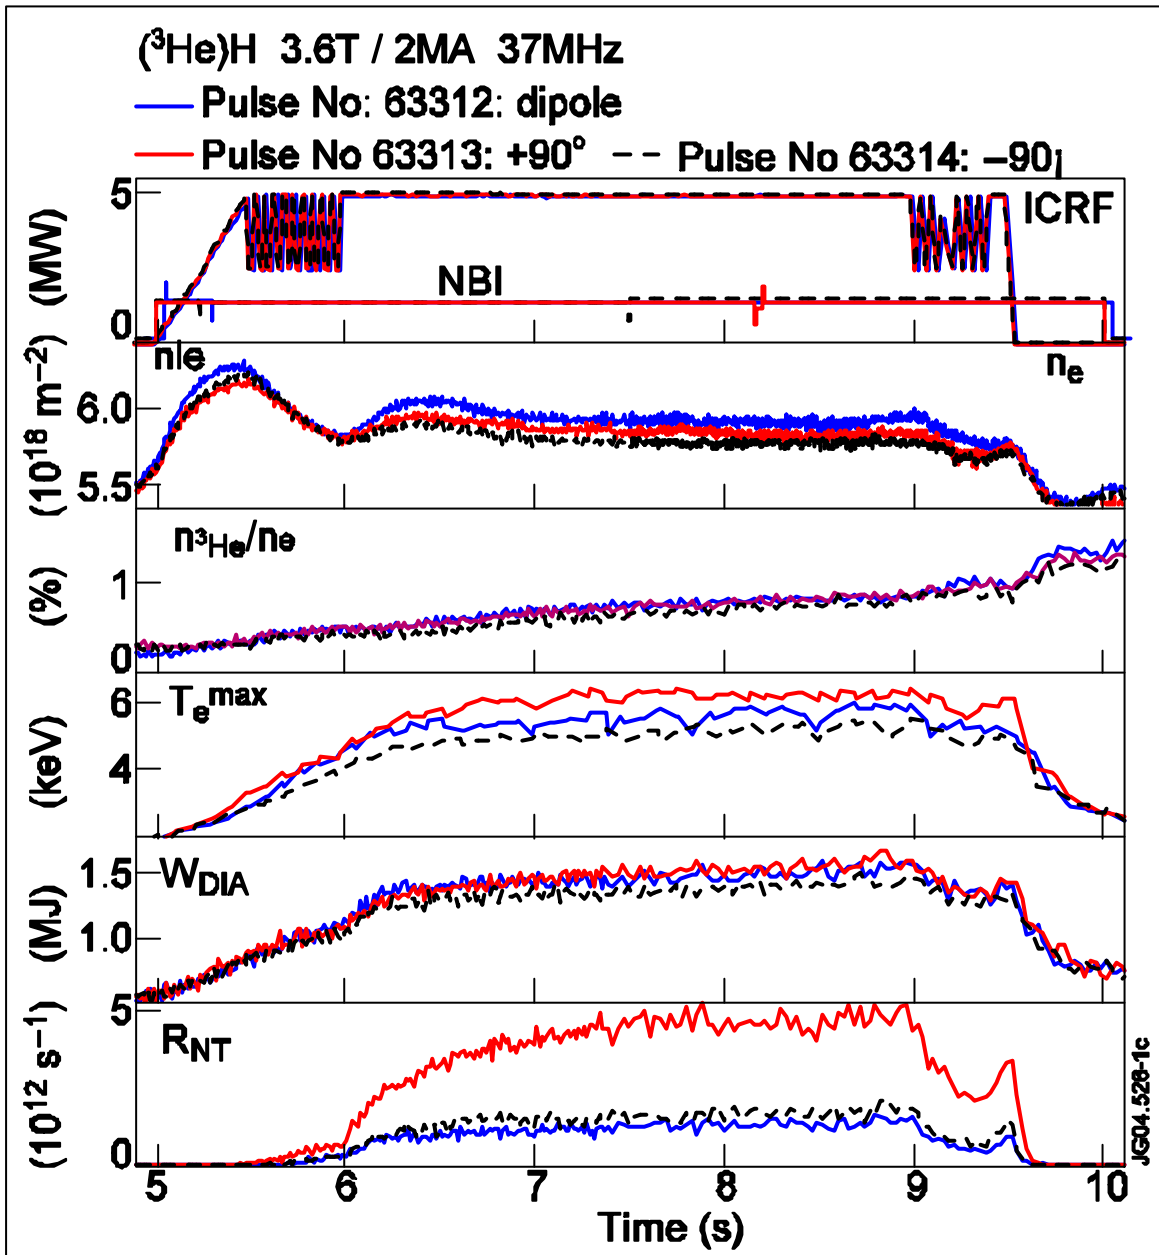 (³He)H 3.6T / 2MA 37MHz
Pulse No: 63312: dipole
Pulse No 63313: +90° Pulse No 63314: –90¡
5
0
(MW)
ICRF
NBI
nle
nₑ
6.0
5.5
(10¹⁸ m⁻²)
n³He/ne
1
0
(%)
Tₑᵐᵃˣ
6
4
(keV)
W_DIA
1.5
1.0
(MJ)
R_NT
5
0
(10¹² s⁻¹)
5 6 7 8 9 10
Time (s)
JG04.526-1c